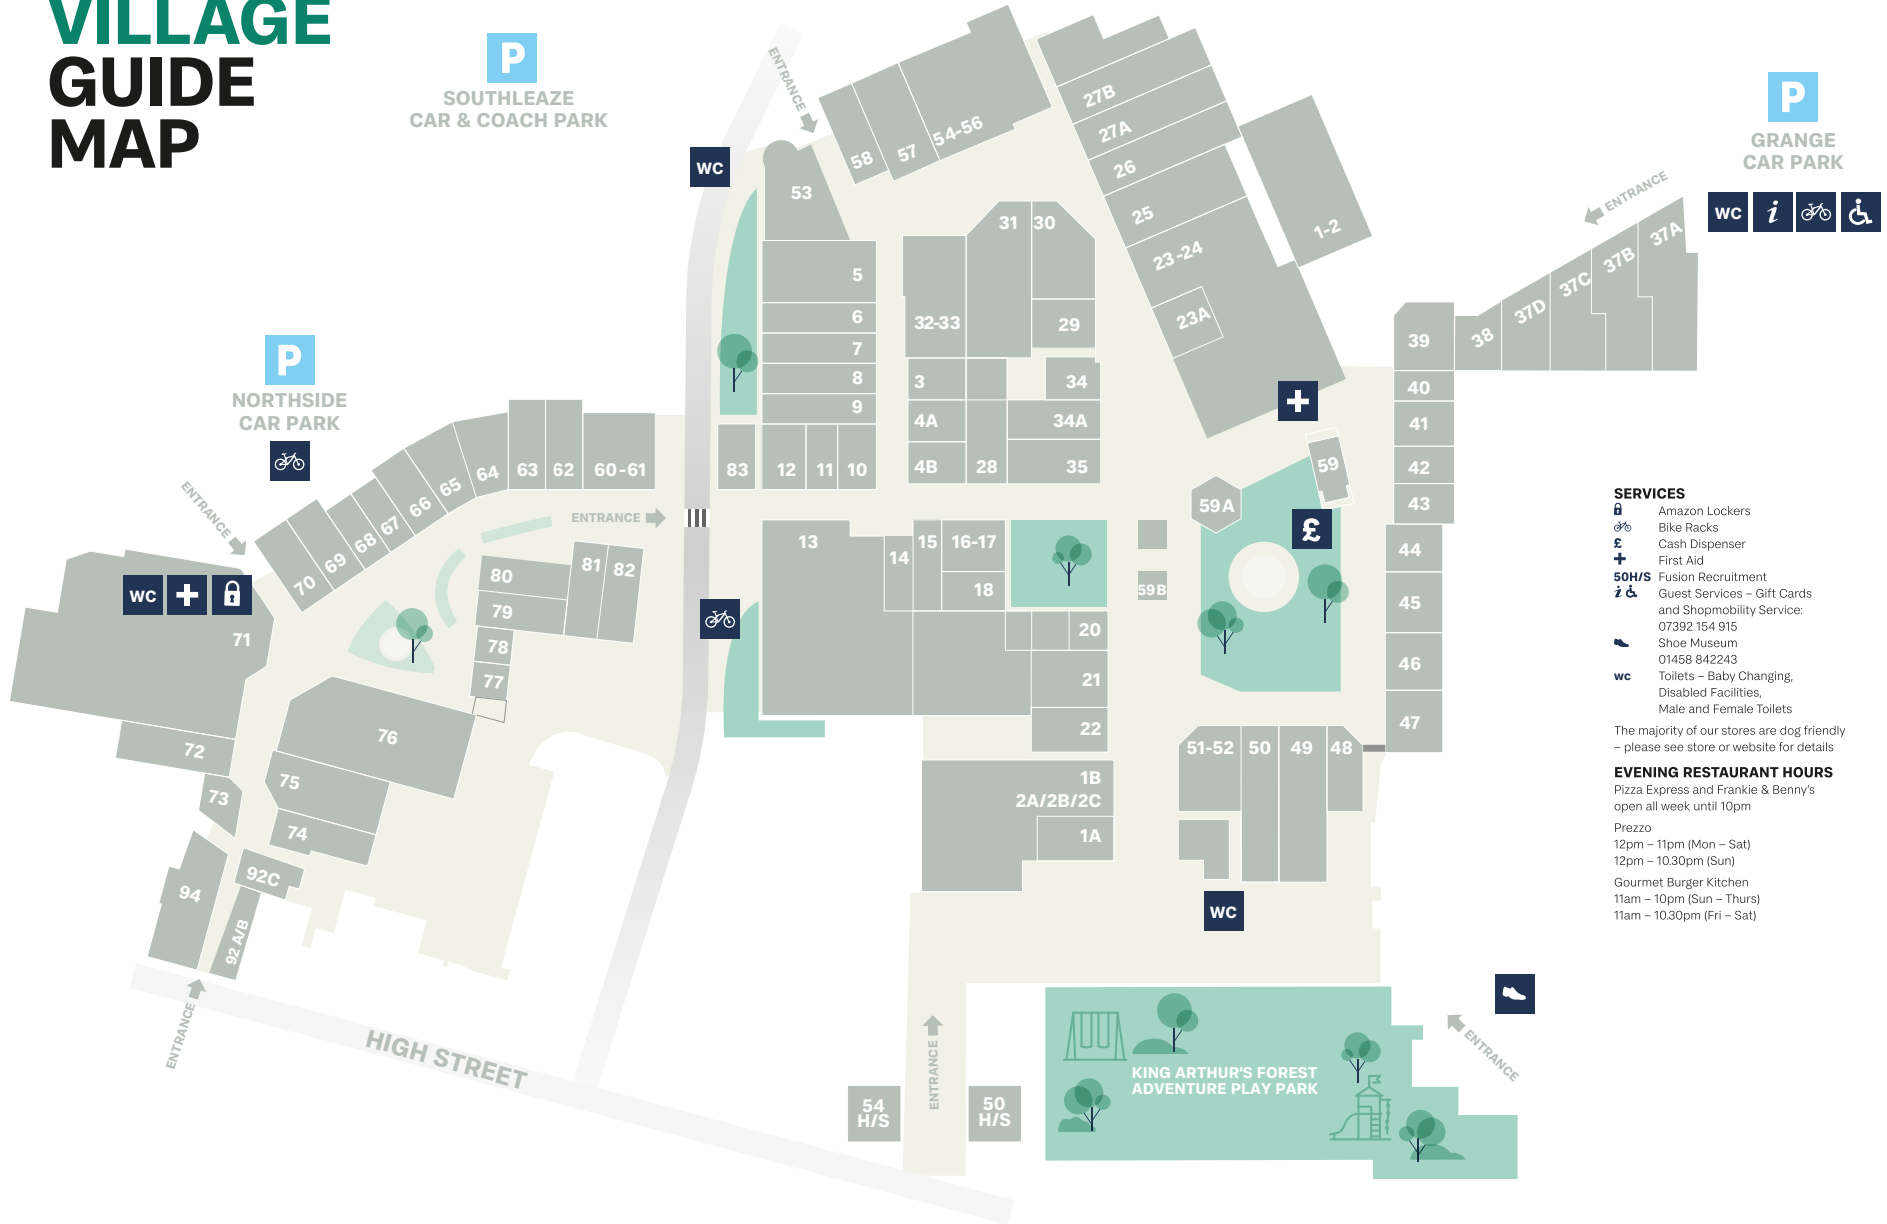 VILLAGE
GUIDE
MAP
P
SOUTHLEAZE
CAR & COACH PARK
P
GRANGE
CAR PARK
WC
i
ENTRANCE
P
NORTHSIDE
CAR PARK
ENTRANCE
WC
ENTRANCE
58
57
54-56
53
27B
27A
26
25
23-24
23A
1-2
37A
37B
37C
37D
38
39
40
41
42
43
44
45
46
47
31
30
32-33
29
3
34
4A
34A
4B
28
35
5
6
7
8
9
83
12
11
10
59
59A
£
59B
60-61
62
63
64
65
66
67
68
69
70
ENTRANCE
WC
71
72
73
74
75
76
77
78
79
80
81
82
13
14
15
16-17
18
20
21
22
1B
2A/2B/2C
1A
51-52
50
49
48
WC
94
92C
92 A/B
ENTRANCE
HIGH STREET
54
H/S
ENTRANCE
50
H/S
KING ARTHUR'S FOREST
ADVENTURE PLAY PARK
ENTRANCE
SERVICES
Amazon Lockers
Bike Racks
£ Cash Dispenser
First Aid
50H/S Fusion Recruitment
i Guest Services – Gift Cards
and Shopmobility Service:
07392 154 915
Shoe Museum
01458 842243
WC Toilets – Baby Changing,
Disabled Facilities,
Male and Female Toilets
The majority of our stores are dog friendly
– please see store or website for details
EVENING RESTAURANT HOURS
Pizza Express and Frankie & Benny's
open all week until 10pm
Prezzo
12pm – 11pm (Mon – Sat)
12pm – 10.30pm (Sun)
Gourmet Burger Kitchen
11am – 10pm (Sun – Thurs)
11am – 10.30pm (Fri – Sat)